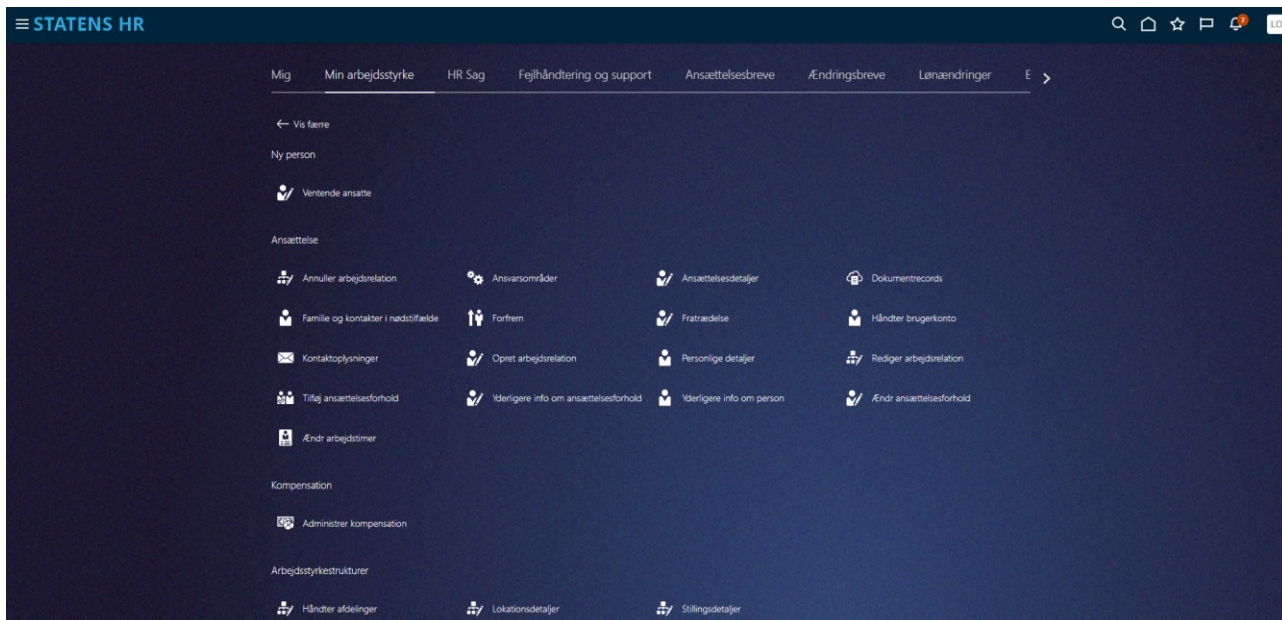 STATENS HR
7
LO
Mig Min arbejdsstyrke HR Sag Fejlhåndtering og support Ansættelsesbreve Ændringsbreve Lønændringer E
Vis færre
Ny person
Ventende ansatte
Ansættelse
Annuller arbejdsrelation Ansvarsområder Ansættelsesdetaljer Dokumentrecords
Familie og kontakter i nødstilfælde Forfrem Fratrædelse Håndter brugerkonto
Kontaktoplysninger Opret arbejdsrelation Personlige detaljer Rediger arbejdsrelation
Tilføj ansættelsesforhold Yderligere info om ansættelsesforhold Yderligere info om person Ændr ansættelsesforhold
Ændr arbejdstimer
Kompensation
Administrer kompensation
Arbejdsstyrkestrukturer
Håndter afdelinger Lokationsdetaljer Stillingsdetaljer